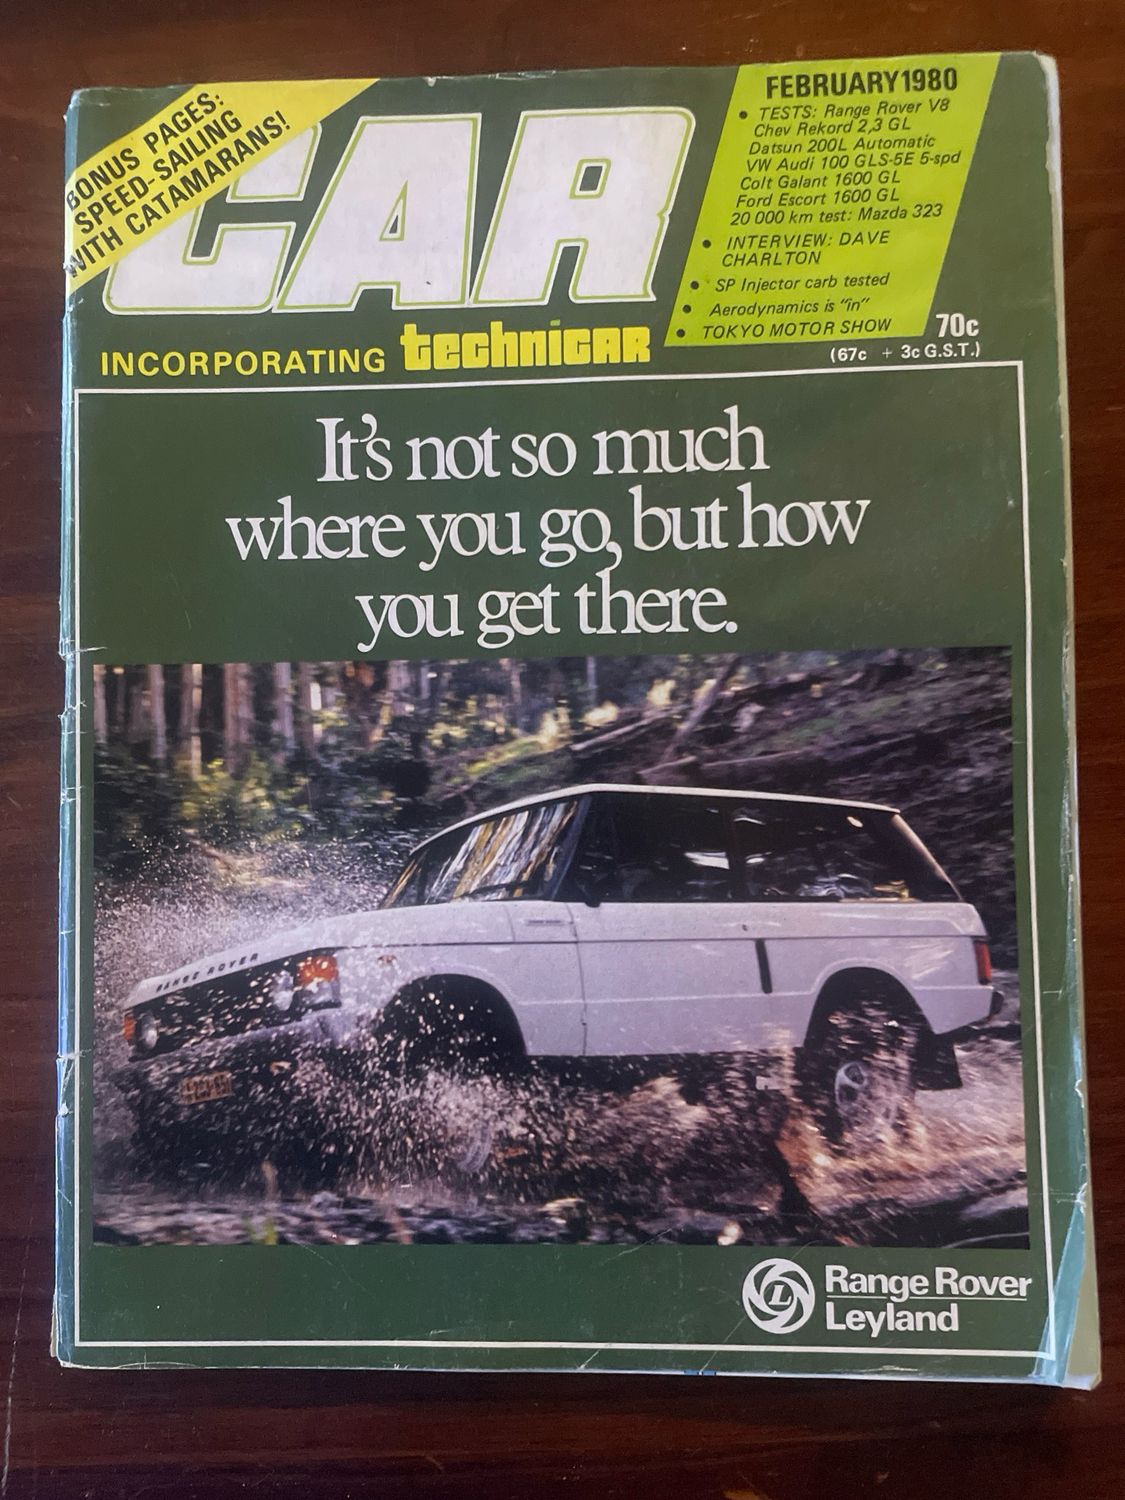 BONUS PAGES:
SPEED-SAILING
WITH CATAMARANS!
CAR
INCORPORATING technicar
FEBRUARY 1980
• TESTS: Range Rover V8
Chev Rekord 2,3 GL
Datsun 200L Automatic
VW Audi 100 GLS-5E 5-spd
Colt Galant 1600 GL
Ford Escort 1600 GL
20 000 km test: Mazda 323
• INTERVIEW: DAVE
CHARLTON
• SP Injector carb tested
• Aerodynamics is "in"
• TOKYO MOTOR SHOW
70c
(67c + 3c G.S.T.)
It's not so much
where you go, but how
you get there.
RANGE ROVER
L
Range Rover
Leyland